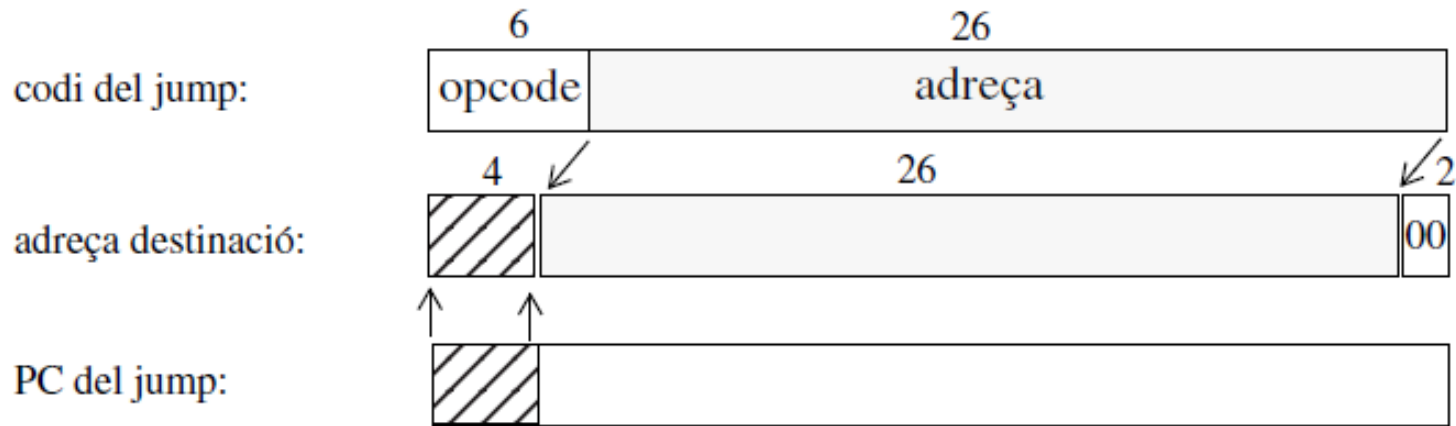 6 26
codi del jump: opcode adreça
4 26 2
adreça destinació: 00
PC del jump: